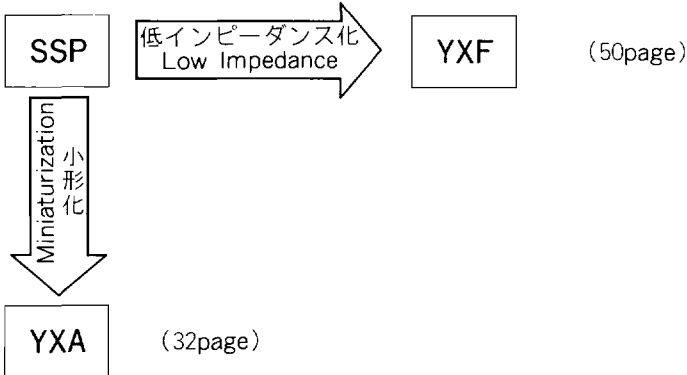 SSP
低インピーダンス化
Low Impedance
YXF
(50page)
Miniaturization
小形化
YXA
(32page)